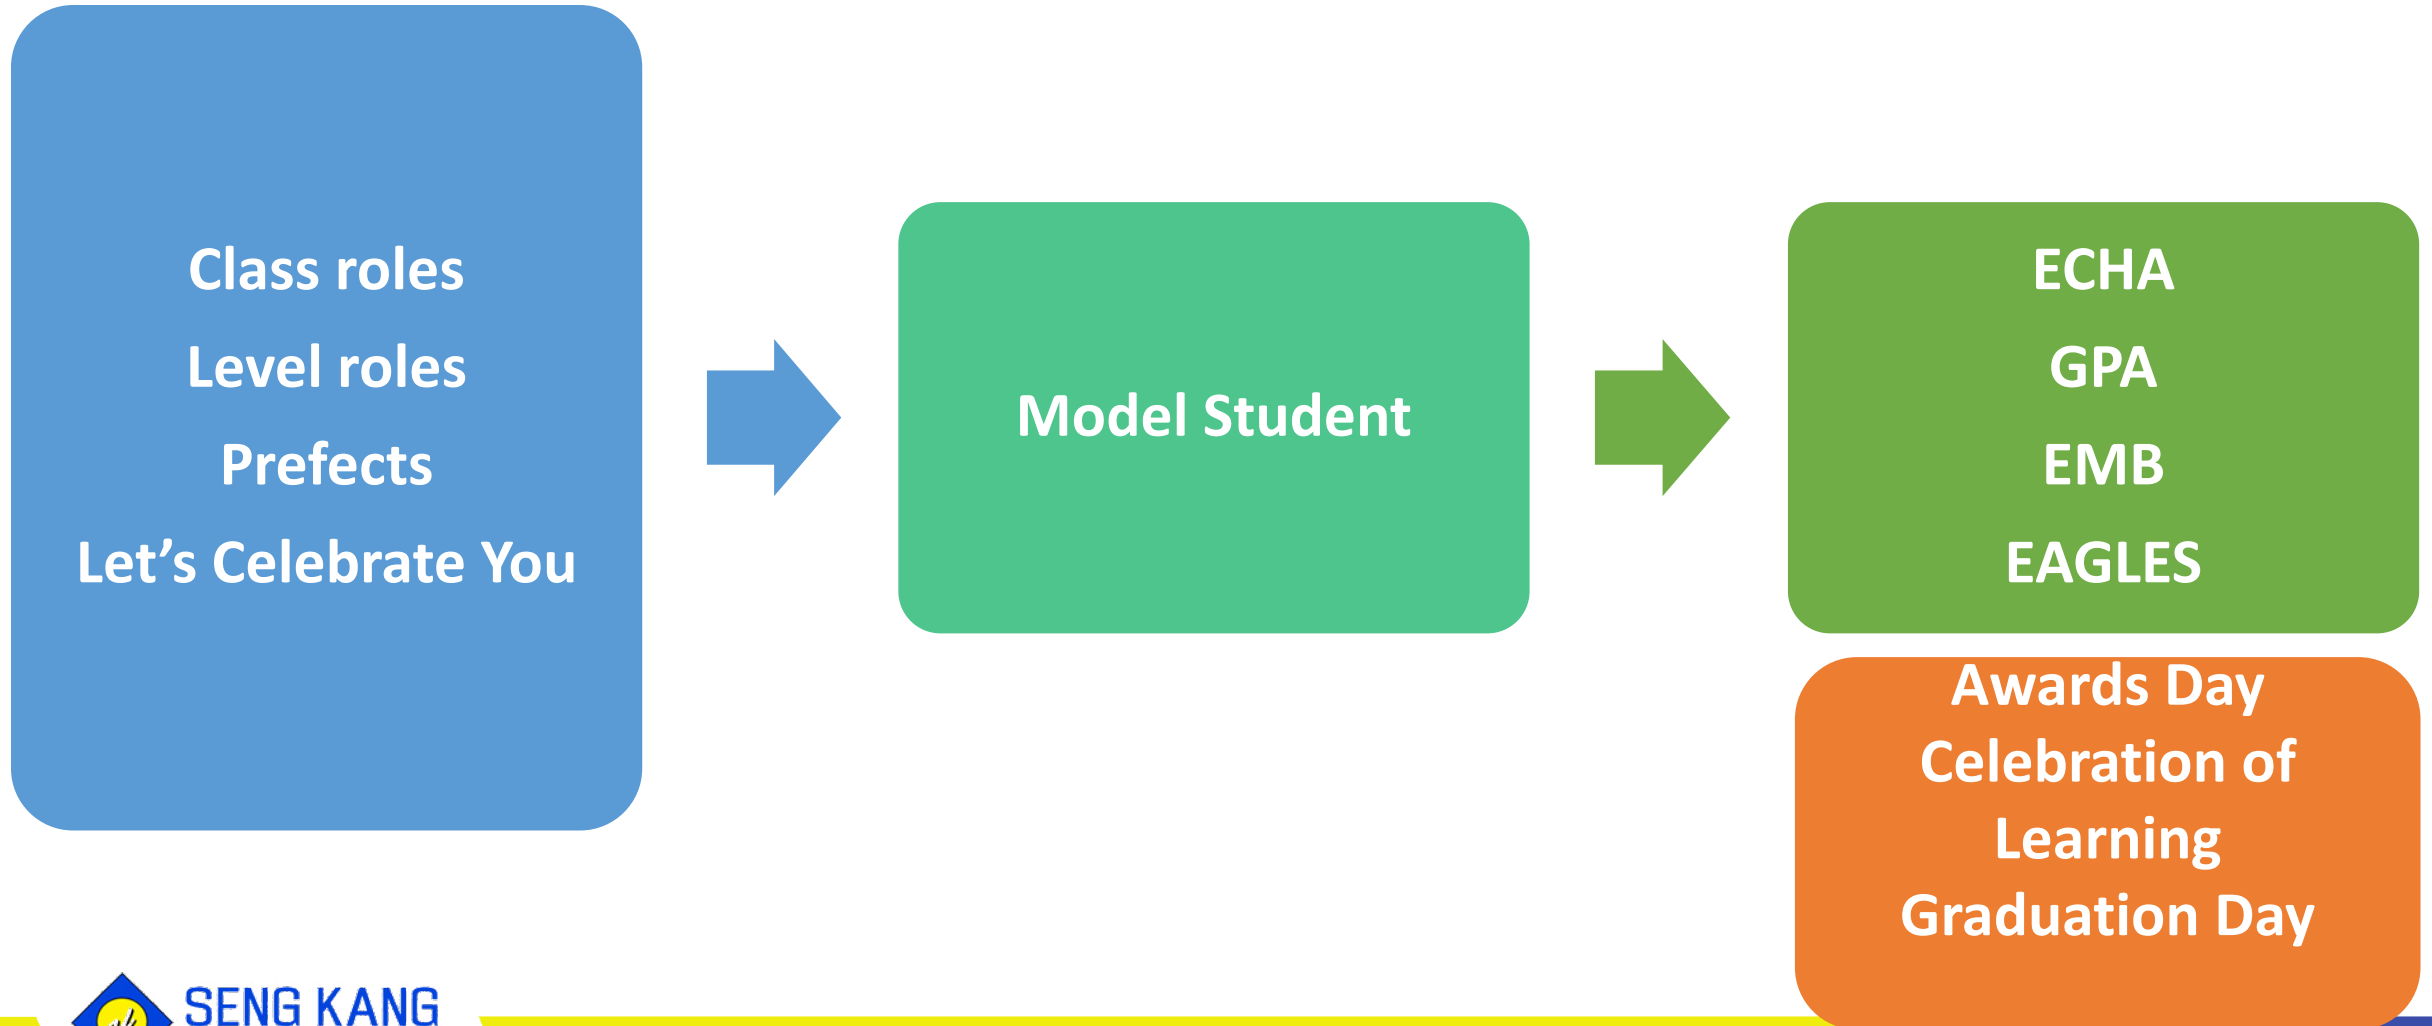 Class roles
Level roles
Prefects
Let’s Celebrate You
Model Student
ECHA
GPA
EMB
EAGLES
Awards Day
Celebration of
Learning
Graduation Day
SENG KANG